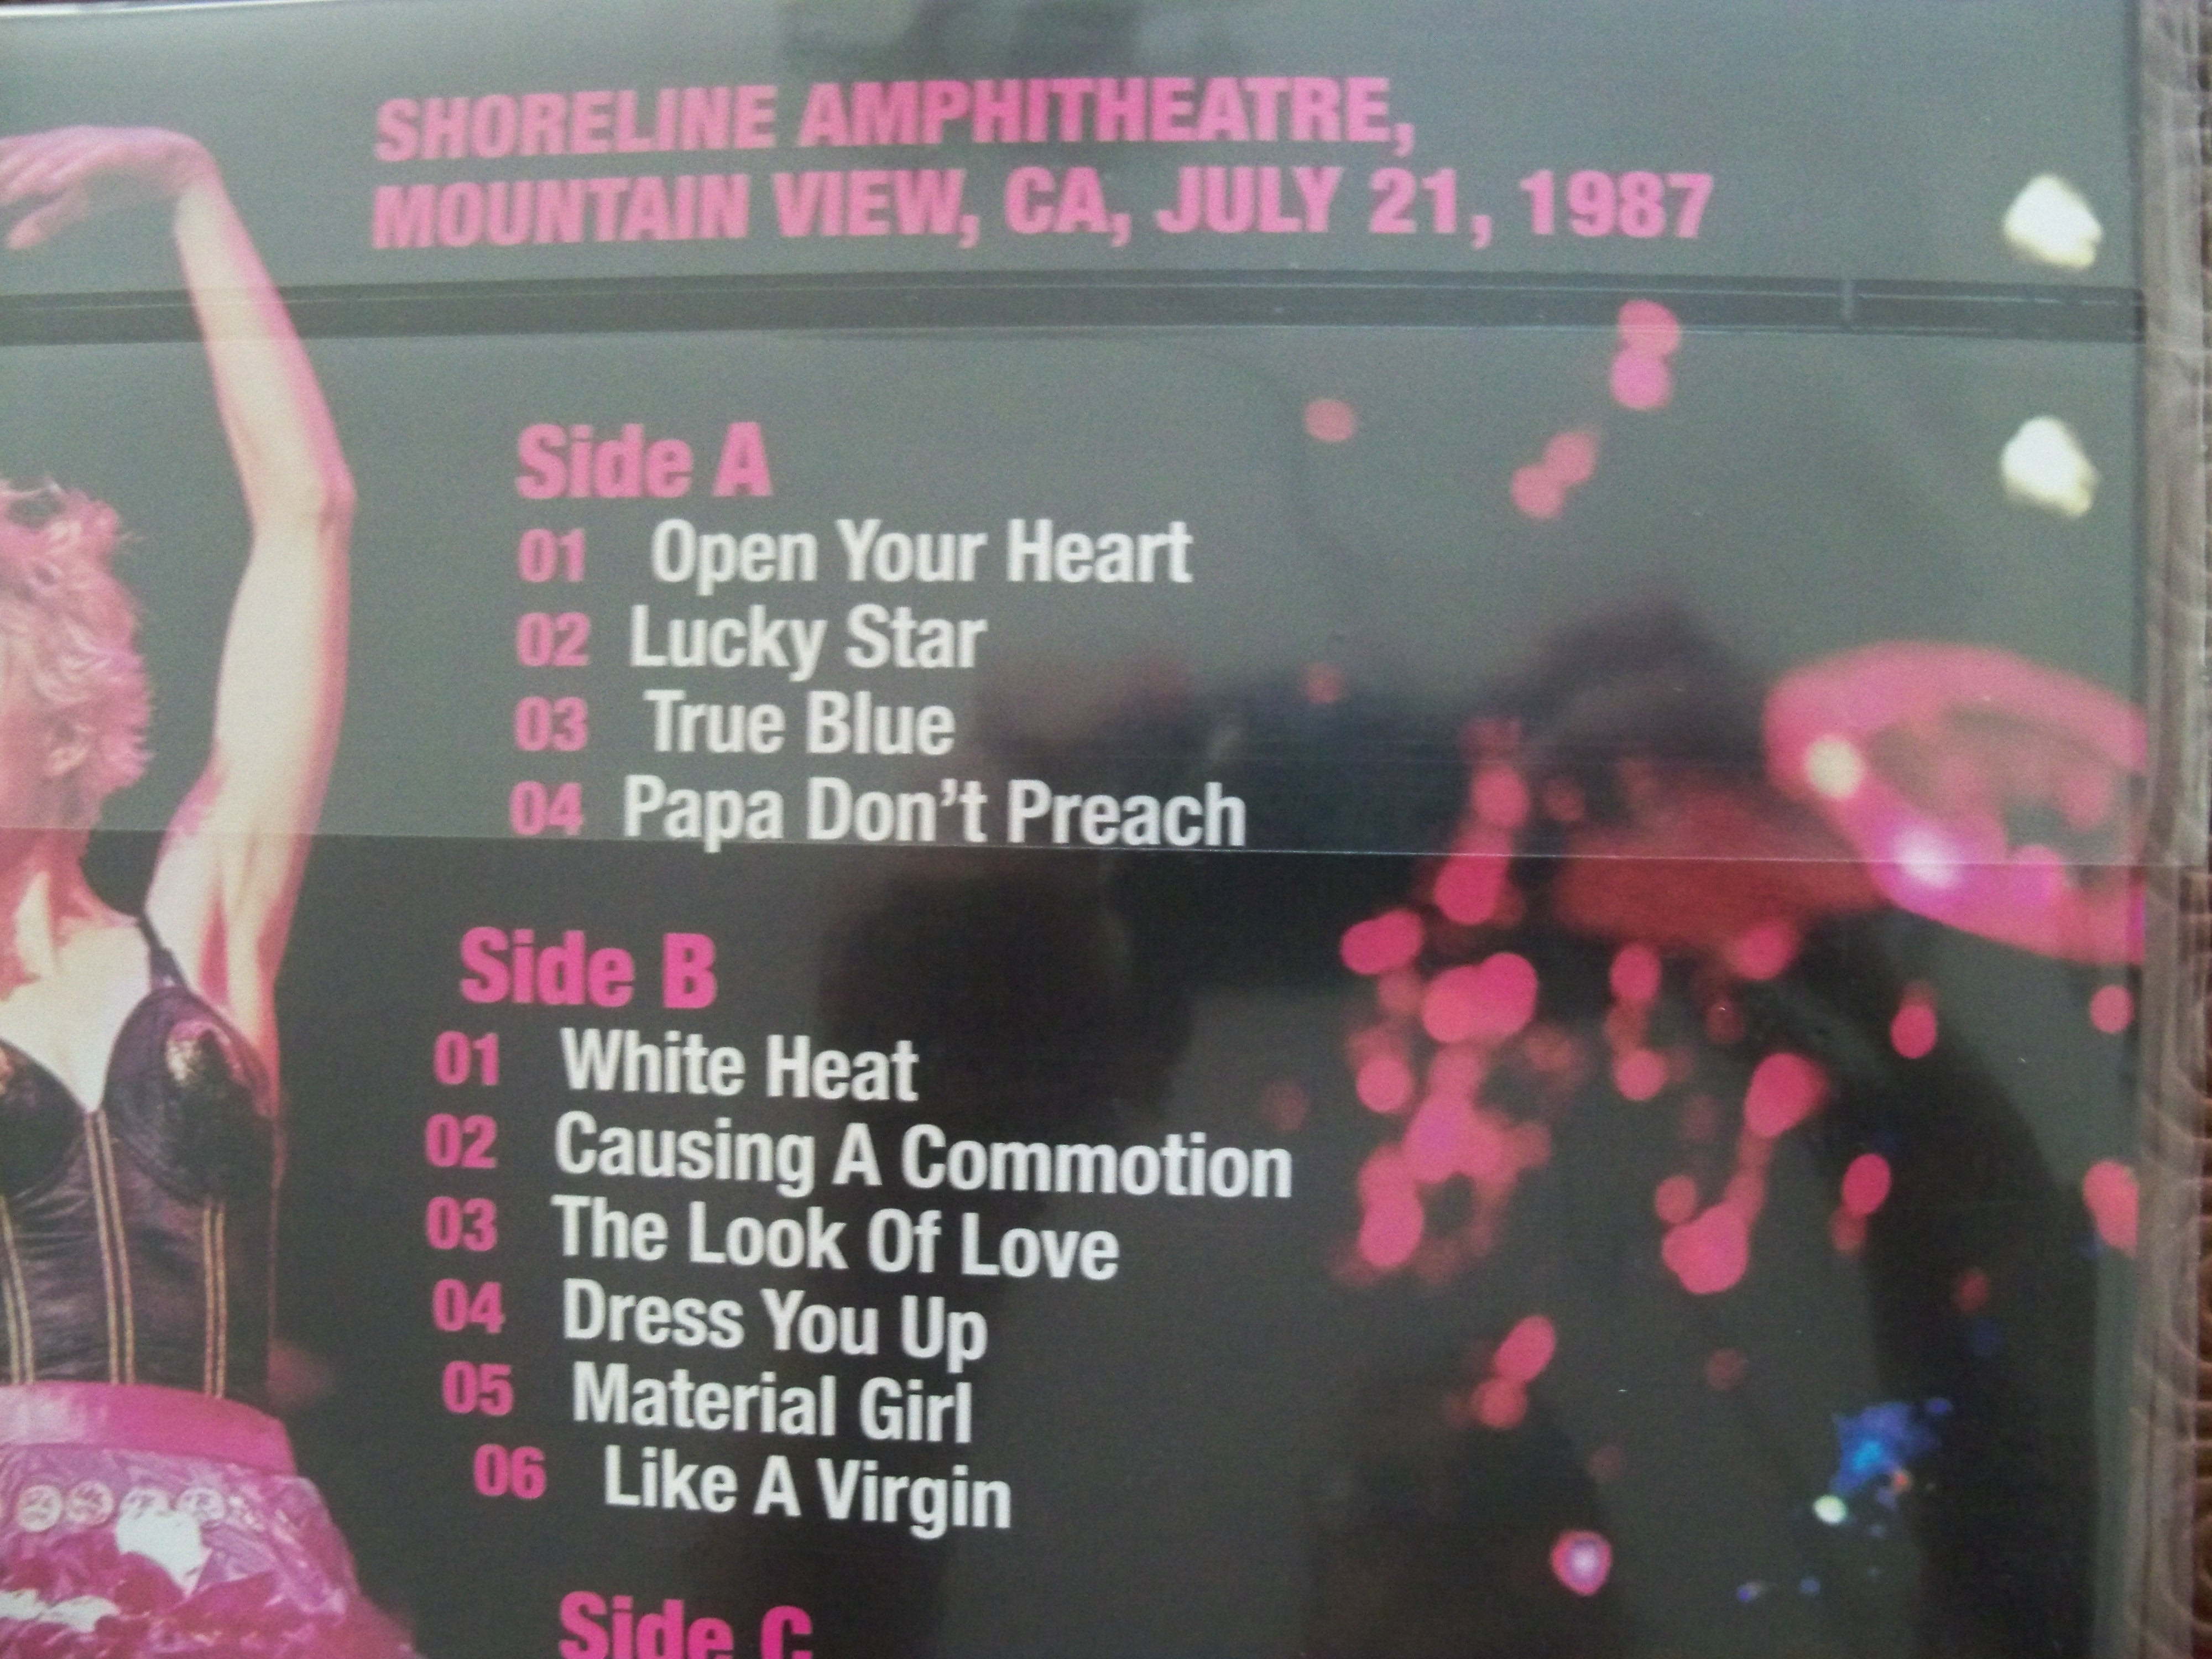 SHORELINE AMPHITHEATRE,
MOUNTAIN VIEW, CA, JULY 21, 1987
Side A
01 Open Your Heart
02 Lucky Star
03 True Blue
04 Papa Don't Preach
Side B
01 White Heat
02 Causing A Commotion
03 The Look Of Love
04 Dress You Up
05 Material Girl
06 Like A Virgin
Side C